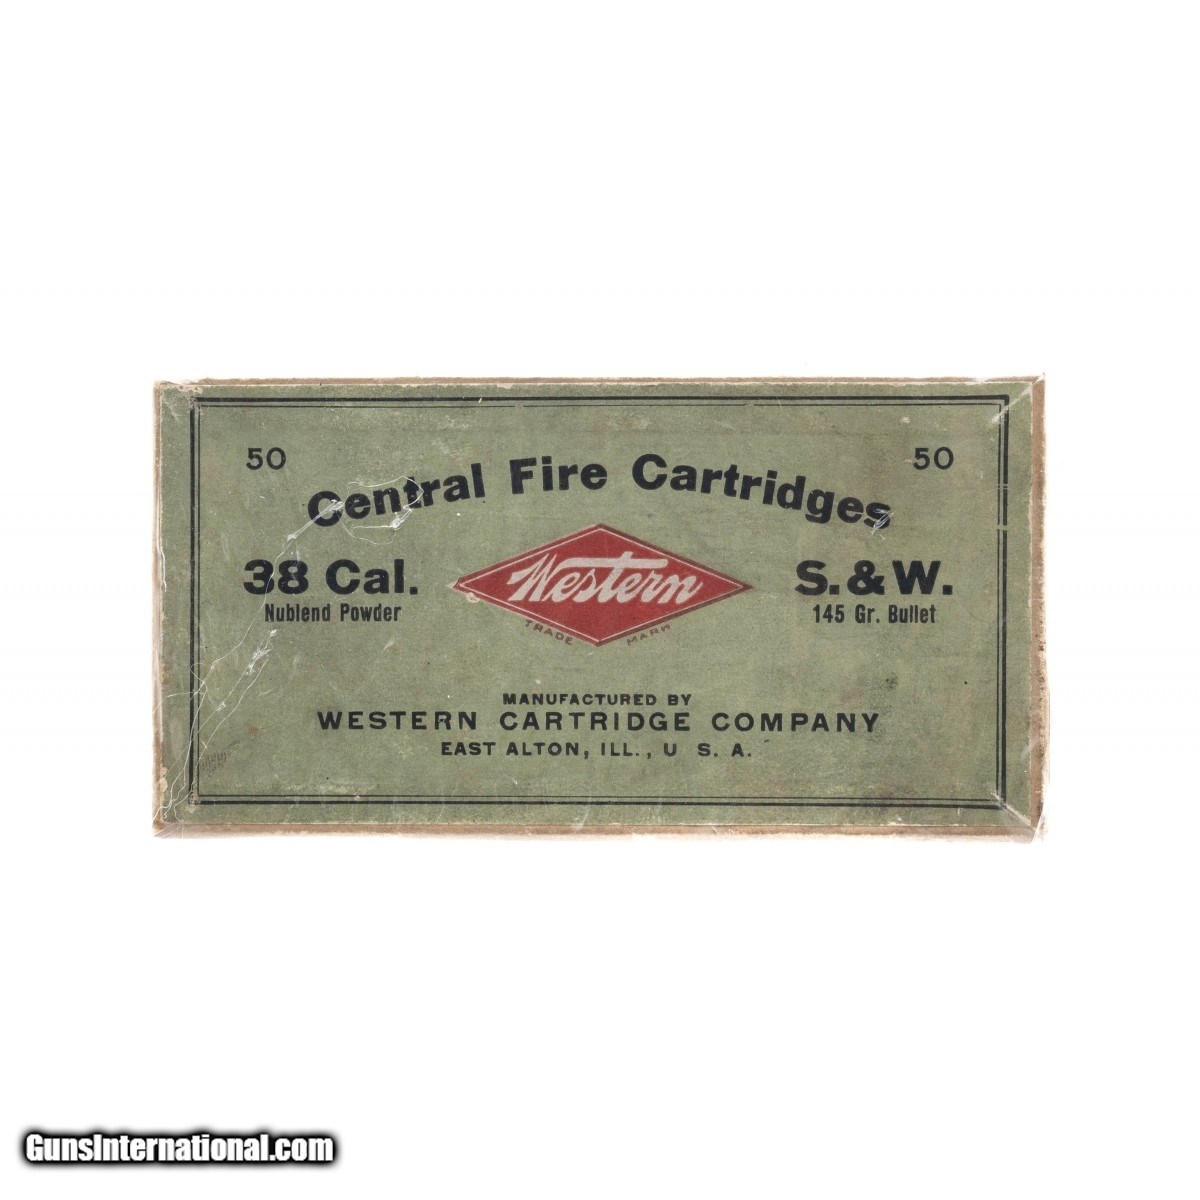 50
50
Central Fire Cartridges
38 Cal.
Western
S. & W.
Nublend Powder
TRADE MARK
145 Gr. Bullet
MANUFACTURED BY
WESTERN CARTRIDGE COMPANY
EAST ALTON, ILL., U S. A.
GunsInternational.com